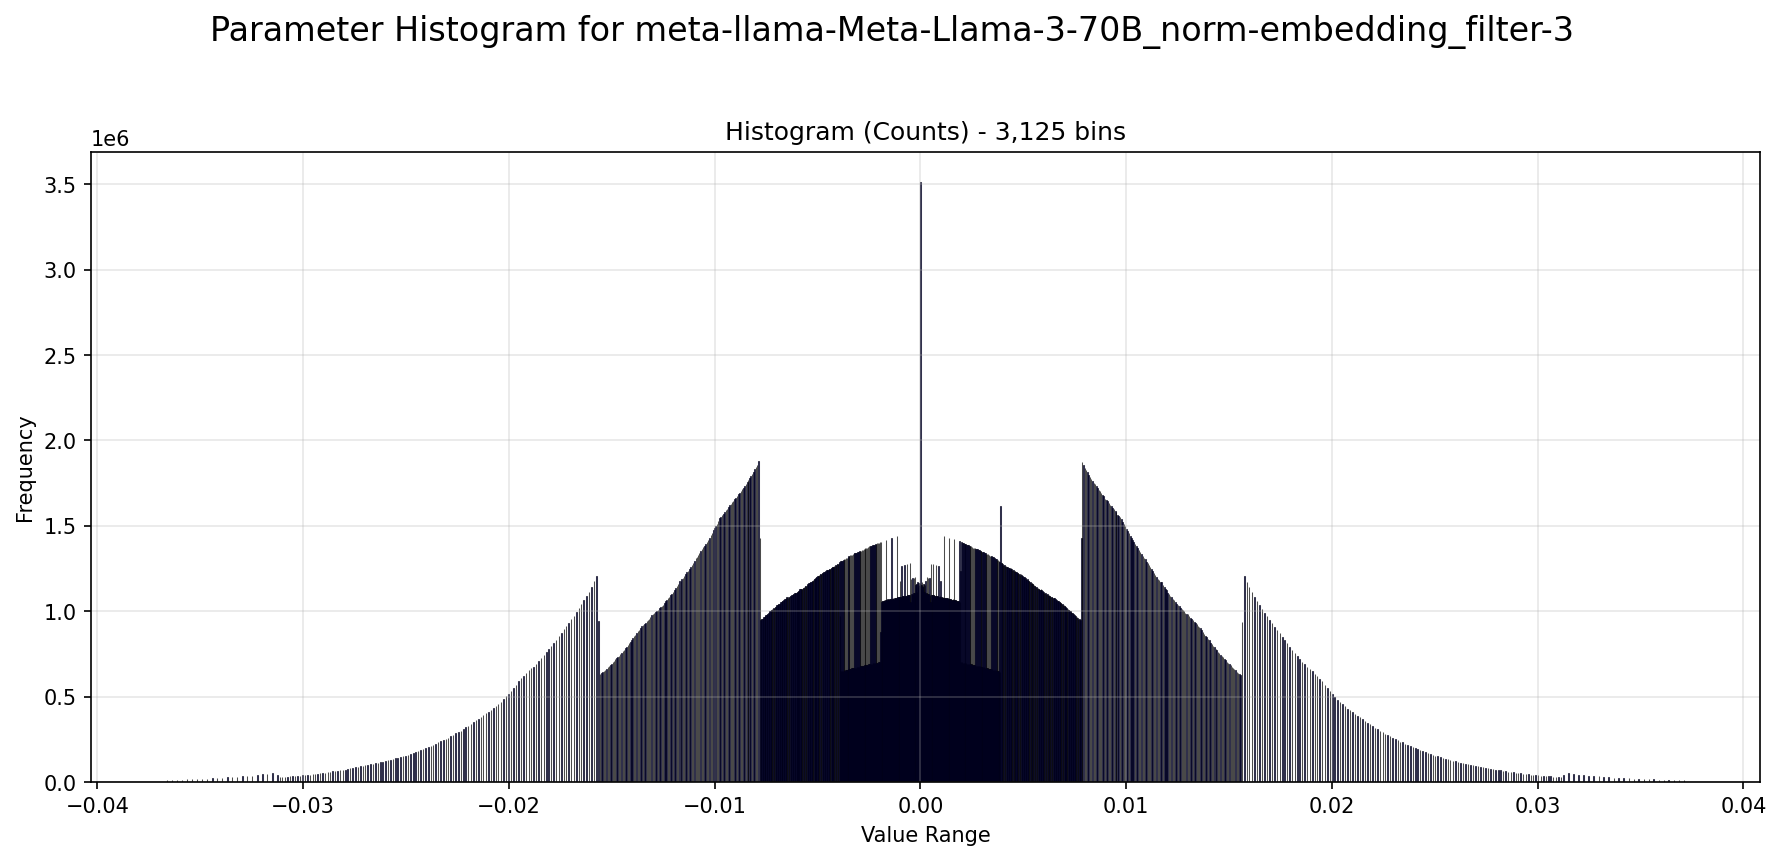 Parameter Histogram for meta-llama-Meta-Llama-3-70B_norm-embedding_filter-3
Histogram (Counts) - 3,125 bins
1e6
3.5
3.0
2.5
2.0
1.5
1.0
0.5
0.0
Frequency
−0.04 −0.03 −0.02 −0.01 0.00 0.01 0.02 0.03 0.04
Value Range